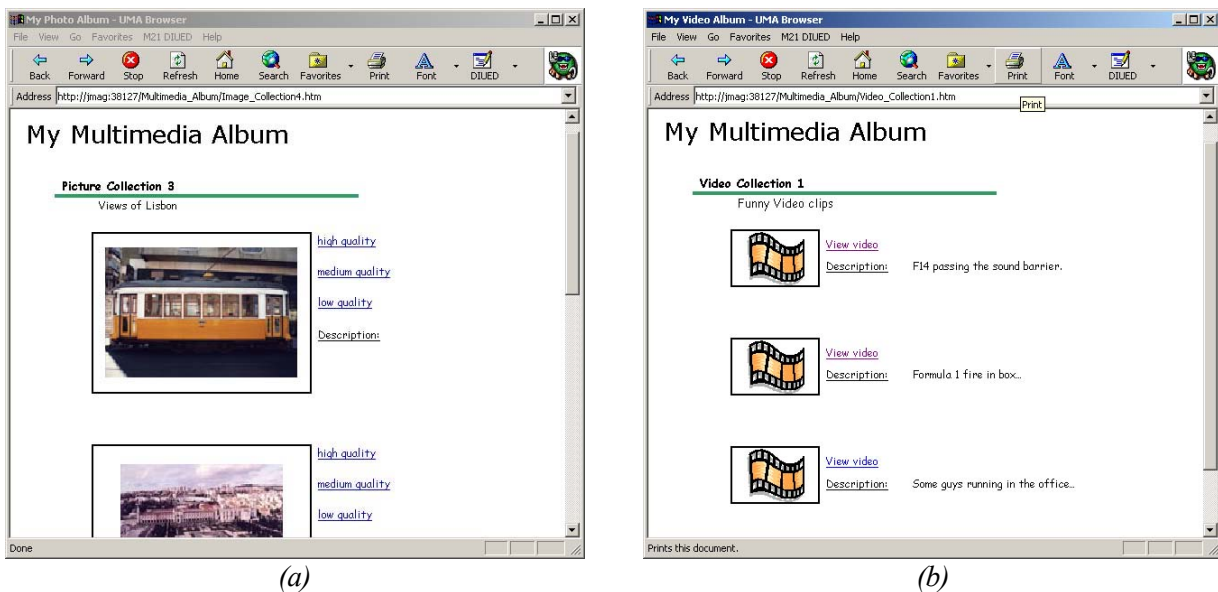 My Photo Album - UMA Browser
File View Go Favorites M21 DIUED Help
Back Forward Stop Refresh Home Search Favorites Print Font DIUED
Address http://jmag:38127/Multimedia_Album/Image_Collection4.htm
My Multimedia Album
Picture Collection 3
Views of Lisbon
high quality
medium quality
low quality
Description:
high quality
medium quality
low quality
Done
(a)
My Video Album - UMA Browser
File View Go Favorites M21 DIUED Help
Back Forward Stop Refresh Home Search Favorites Print Font DIUED
Address http://jmag:38127/Multimedia_Album/Video_Collection1.htm
Print
My Multimedia Album
Video Collection 1
Funny Video clips
View video
Description: F14 passing the sound barrier.
View video
Description: Formula 1 fire in box...
View video
Description: Some guys running in the office...
Prints this document.
(b)